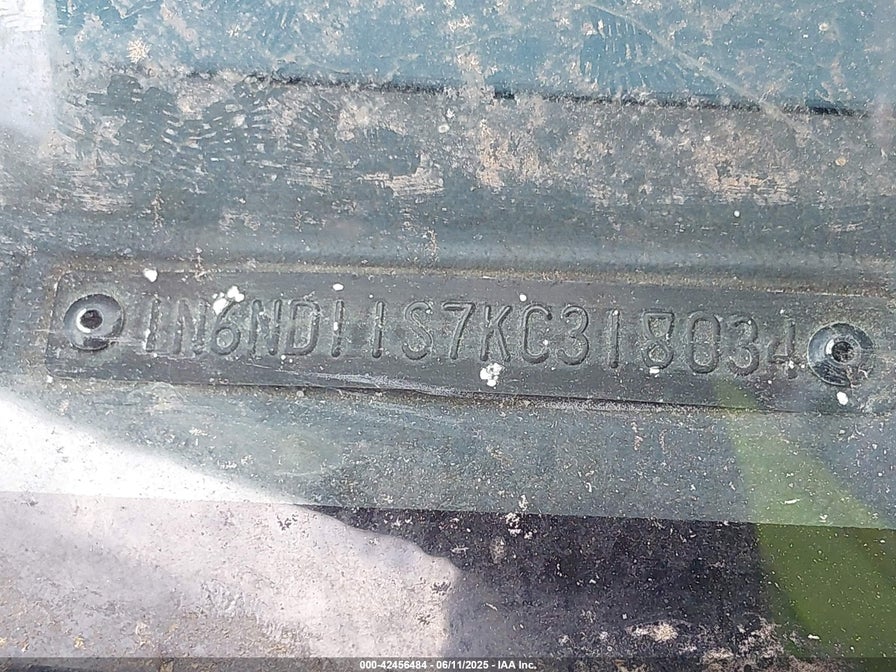 1N6ND11S7KC318034
000-42456484 - 06/11/2025 - IAA Inc.